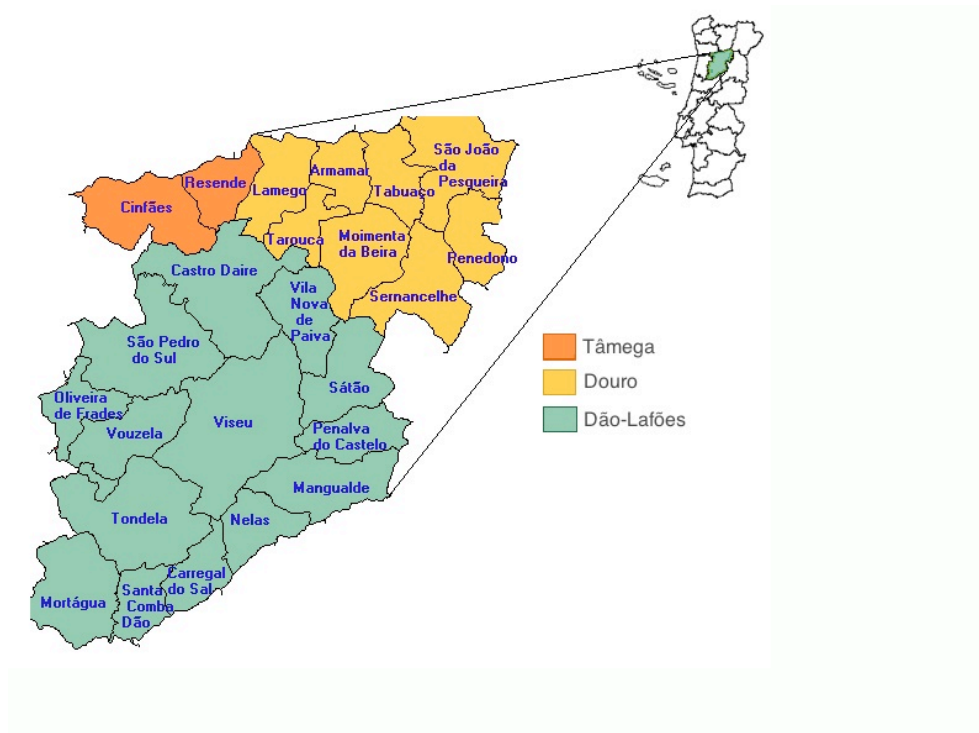 São João
da
Pesqueira
Armamar
Resende
Lamego
Tabuaço
Cinfães
Tarouca
Moimenta
da Beira
Penedono
Castro Daire
Sernancelhe
Vila
Nova
de
Paiva
São Pedro
do Sul
Tâmega
Douro
Dão-Lafões
Sátão
Oliveira
de Frades
Viseu
Vouzela
Penalva
do Castelo
Mangualde
Tondela
Nelas
Carregal
do Sal
Santa
Comba
Dão
Mortágua